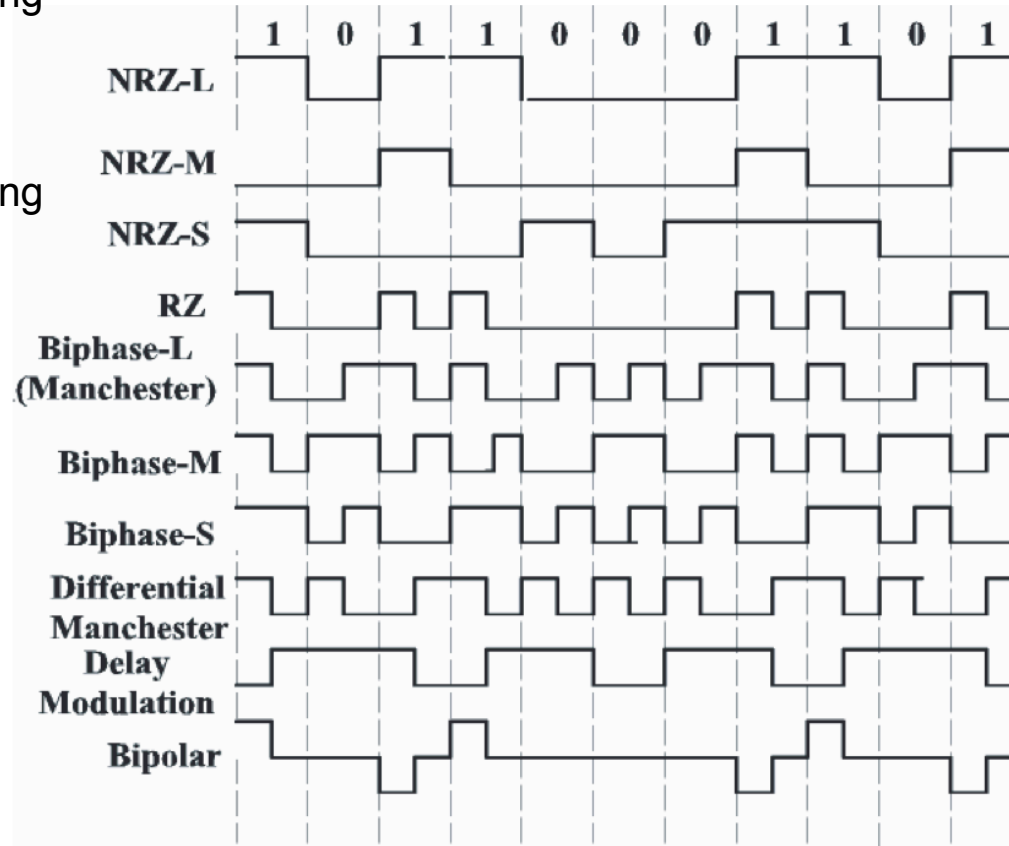 ng
1 0 1 1 0 0 0 1 1 0 1
NRZ-L
NRZ-M
ng
NRZ-S
RZ
Biphase-L
(Manchester)
Biphase-M
Biphase-S
Differential
Manchester
Delay
Modulation
Bipolar